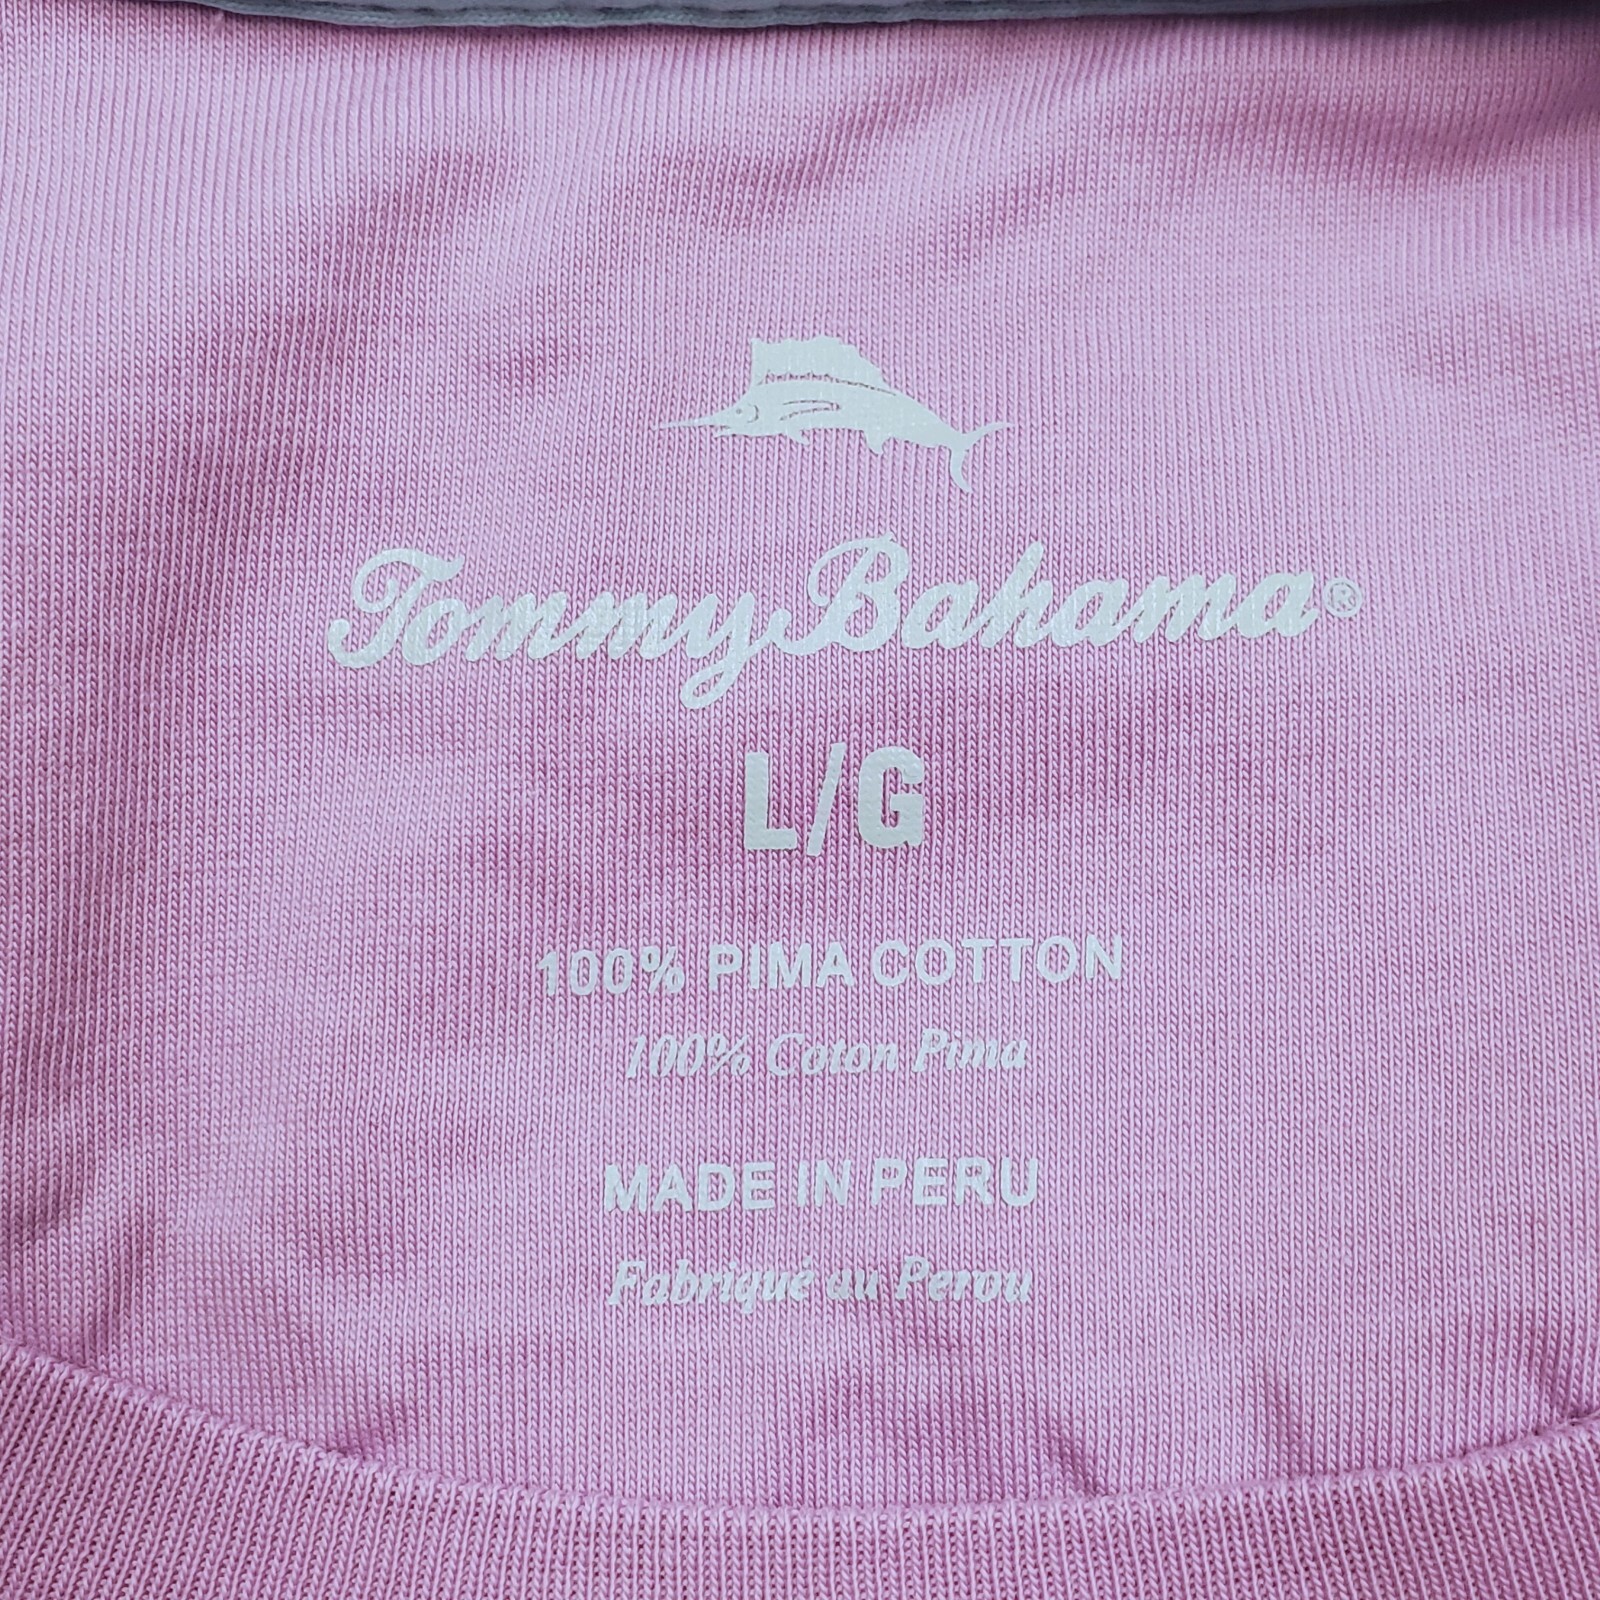 Tommy Bahama®
L/G
100% PIMA COTTON
100% Coton Pima
MADE IN PERU
Fabriqué au Perou